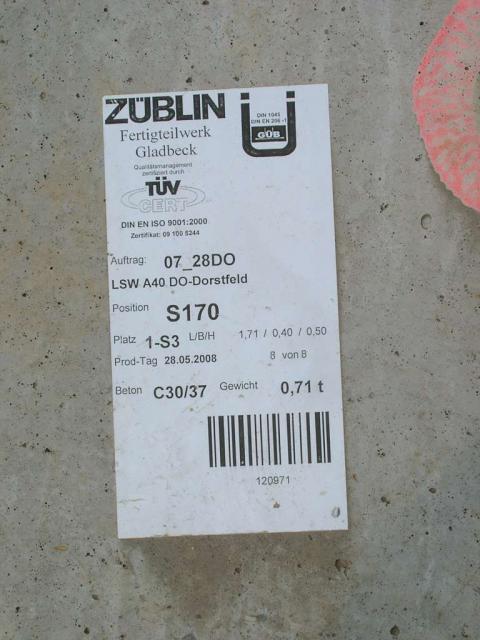 ZÜBLIN
Fertigteilwerk
Gladbeck
Qualitätsmanagement
zertifiziert durch
TÜV
CERT
DIN EN ISO 9001:2000
Zertifikat: 09 100 5244
DIN 1045
DIN EN 206 -1
GÜB
Auftrag: 07_28DO
LSW A40 DO-Dorstfeld
Position S170
Platz 1-S3 L/B/H 1,71 / 0,40 / 0,50
Prod-Tag 28.05.2008 8 von 8
Beton C30/37 Gewicht 0,71 t
120971